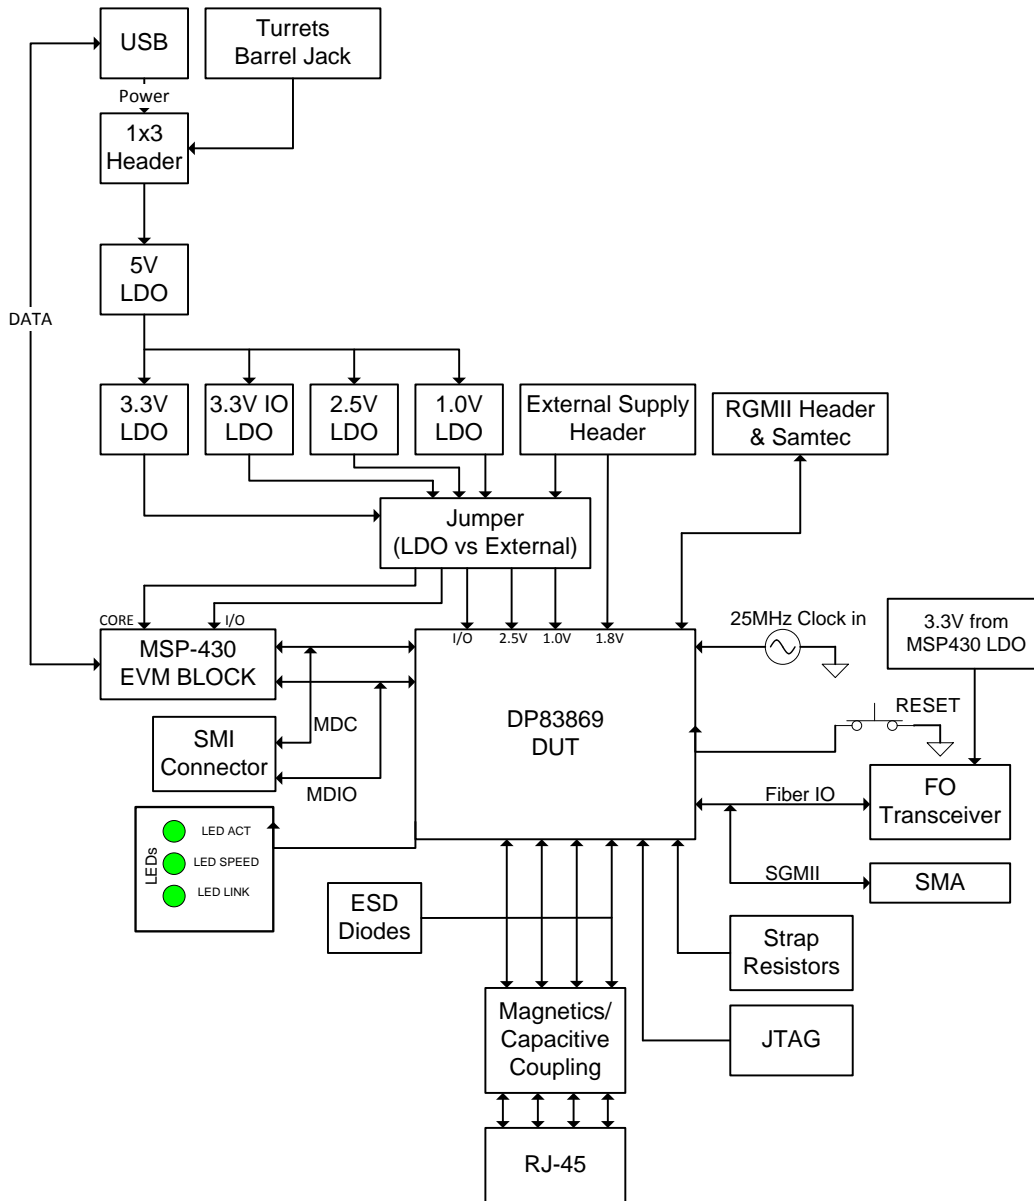 USB
Turrets
Barrel Jack
Power
1x3
Header
5V
LDO
DATA
3.3V
LDO
3.3V IO
LDO
2.5V
LDO
1.0V
LDO
External Supply
Header
RGMII Header
& Samtec
Jumper
(LDO vs External)
CORE
I/O
I/O
2.5V
1.0V
1.8V
25MHz Clock in
3.3V from
MSP430 LDO
MSP-430
EVM BLOCK
DP83869
DUT
RESET
MDC
SMI
Connector
MDIO
Fiber IO
FO
Transceiver
LEDs
LED ACT
LED SPEED
LED LINK
SGMII
SMA
ESD
Diodes
Strap
Resistors
Magnetics/
Capacitive
Coupling
JTAG
RJ-45